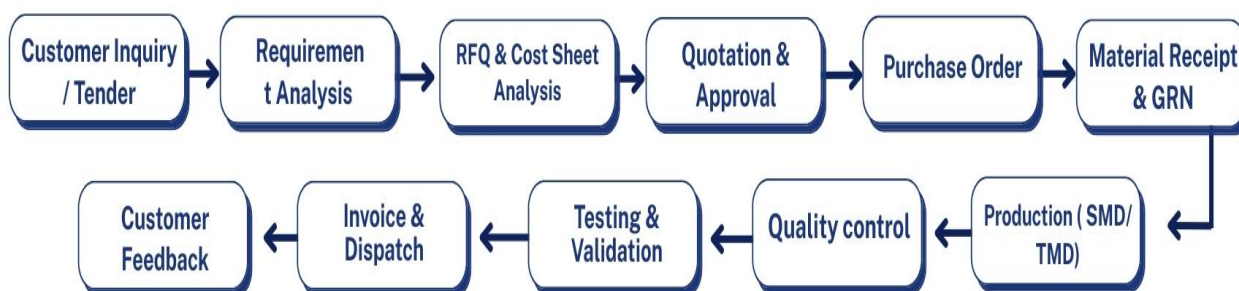 Customer Inquiry
/ Tender
Requiremen
t Analysis
RFQ & Cost Sheet
Analysis
Quotation &
Approval
Purchase Order
Material Receipt
& GRN
Production ( SMD/
TMD)
Quality control
Testing &
Validation
Invoice &
Dispatch
Customer
Feedback